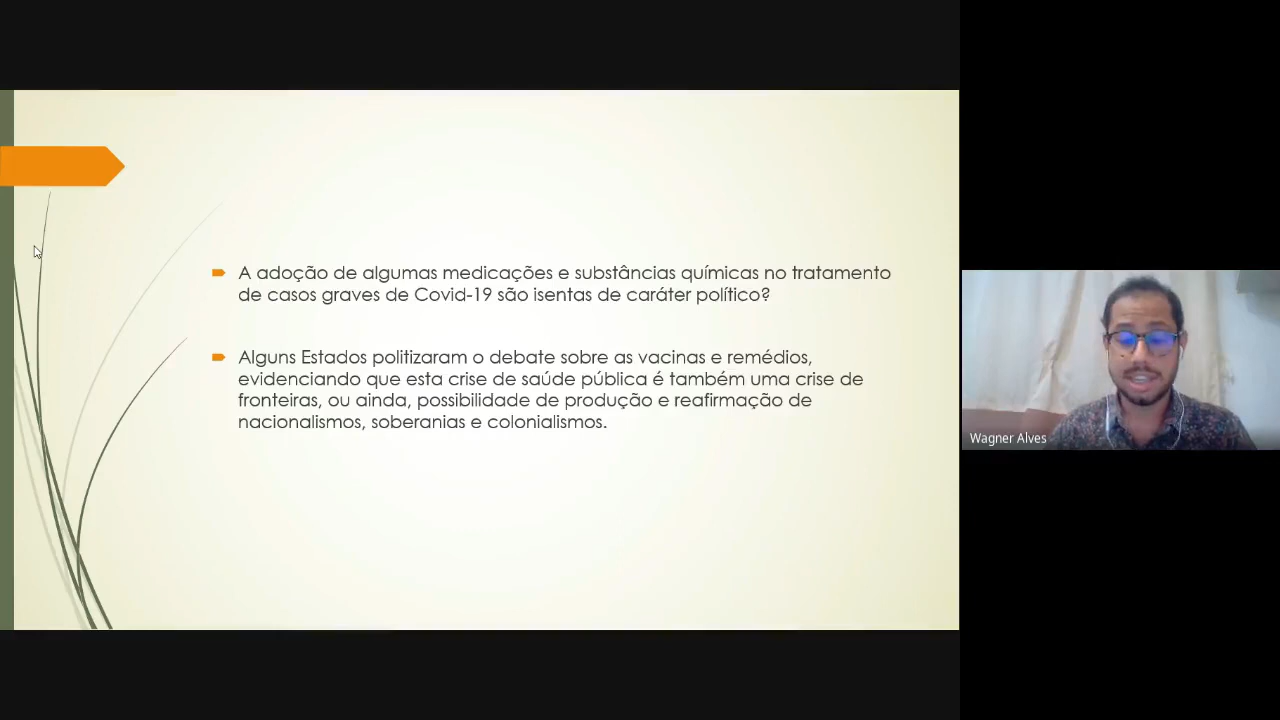 A adoção de algumas medicações e substâncias químicas no tratamento
de casos graves de Covid-19 são isentas de caráter político?
Alguns Estados politizaram o debate sobre as vacinas e remédios,
evidenciando que esta crise de saúde pública é também uma crise de
fronteiras, ou ainda, possibilidade de produção e reafirmação de
nacionalismos, soberanias e colonialismos.
Wagner Alves